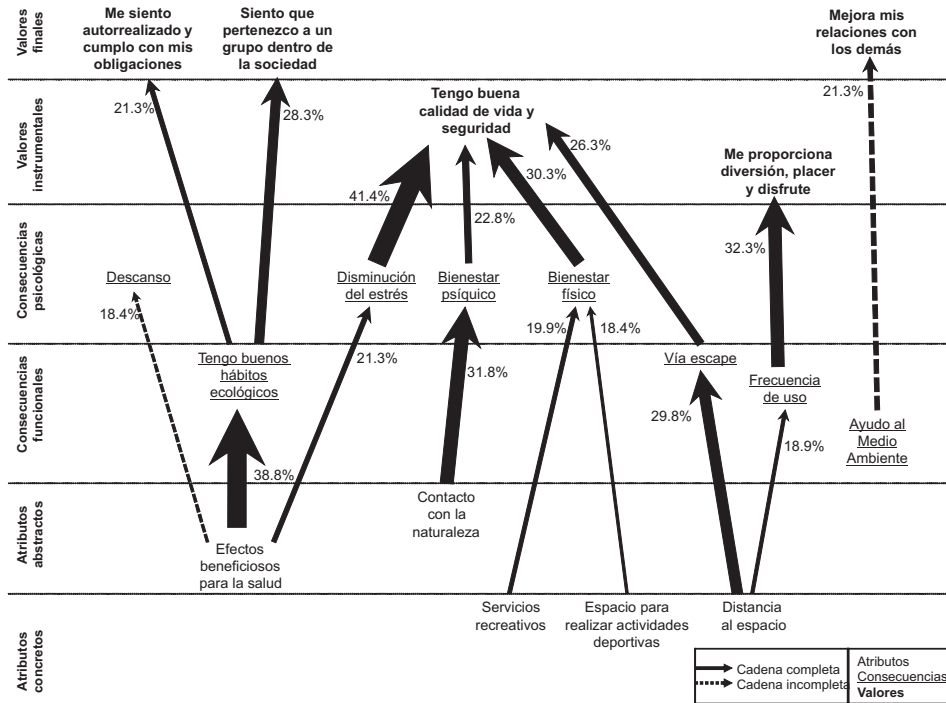 Valores
finales
Me siento
autorrealizado y
cumplo con mis
obligaciones
Siento que
pertenezco a un
grupo dentro de
la sociedad
Mejora mis
relaciones con
los demás
21.3%
28.3%
21.3%
Valores
instrumentales
Tengo buena
calidad de vida y
seguridad
26.3%
30.3%
41.4%
22.8%
Me proporciona
diversión, placer
y disfrute
32.3%
Consecuencias
psicológicas
Descanso
18.4%
Disminución
del estrés
Bienestar
psíquico
Bienestar
físico
19.9%
18.4%
21.3%
Consecuencias
funcionales
Tengo buenos
hábitos
ecológicos
31.8%
Vía escape
29.8%
Frecuencia
de uso
18.9%
Ayudo al
Medio
Ambiente
38.8%
Atributos
abstractos
Efectos
beneficiosos
para la salud
Contacto
con la
naturaleza
Atributos
concretos
Servicios
recreativos
Espacio para
realizar actividades
deportivas
Distancia
al espacio
Cadena completa
Cadena incompleta
Atributos
Consecuencias
Valores